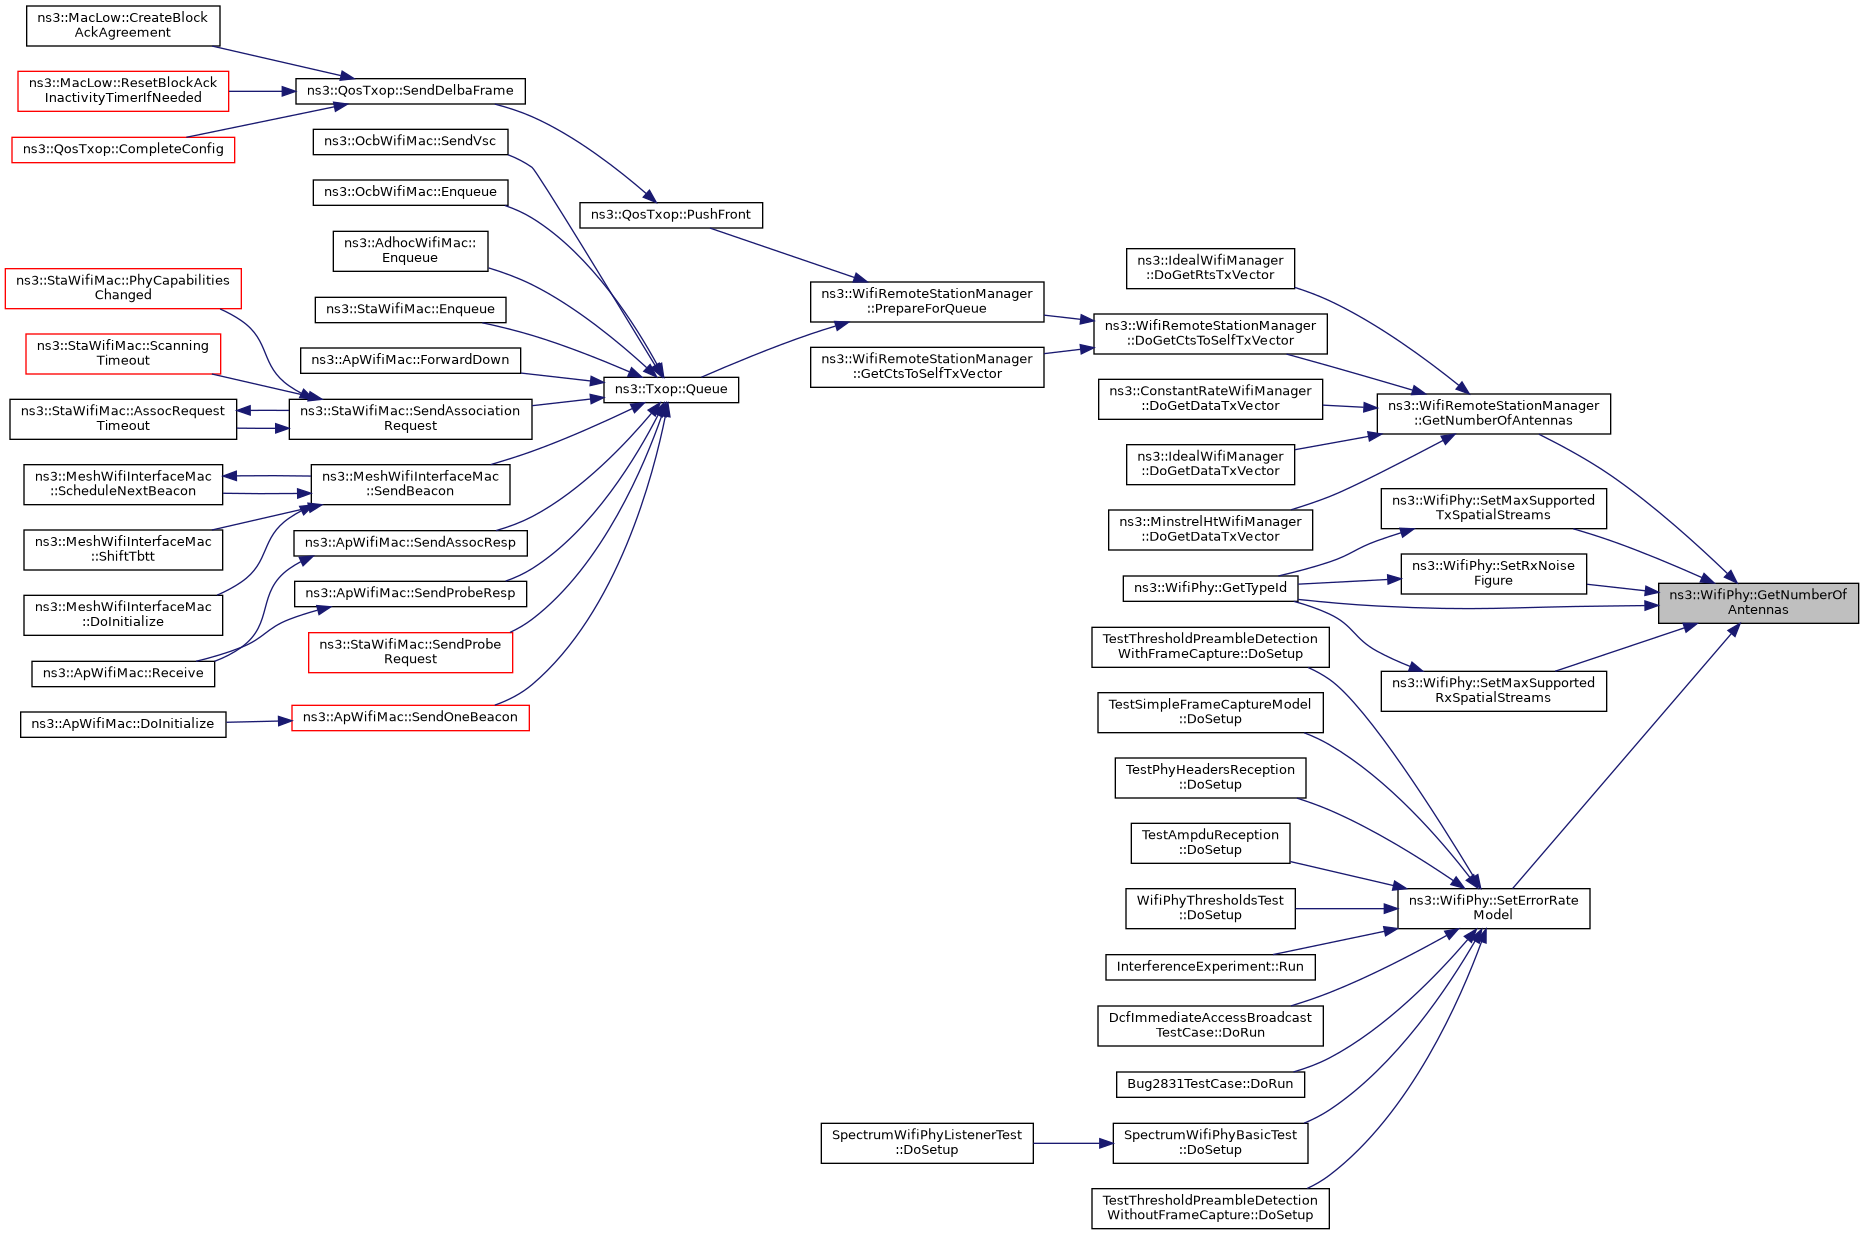 ns3::MacLow::CreateBlock
AckAgreement
ns3::MacLow::ResetBlockAck
InactivityTimerIfNeeded
ns3::QosTxop::CompleteConfig
ns3::StaWifiMac::PhyCapabilities
Changed
ns3::StaWifiMac::Scanning
Timeout
ns3::StaWifiMac::AssocRequest
Timeout
ns3::MeshWifiInterfaceMac
::ScheduleNextBeacon
ns3::MeshWifiInterfaceMac
::ShiftTbtt
ns3::MeshWifiInterfaceMac
::DoInitialize
ns3::ApWifiMac::Receive
ns3::ApWifiMac::DoInitialize
ns3::QosTxop::SendDelbaFrame
ns3::OcbWifiMac::SendVsc
ns3::OcbWifiMac::Enqueue
ns3::AdhocWifiMac::
Enqueue
ns3::StaWifiMac::Enqueue
ns3::ApWifiMac::ForwardDown
ns3::StaWifiMac::SendAssociation
Request
ns3::MeshWifiInterfaceMac
::SendBeacon
ns3::ApWifiMac::SendAssocResp
ns3::ApWifiMac::SendProbeResp
ns3::StaWifiMac::SendProbe
Request
ns3::ApWifiMac::SendOneBeacon
ns3::QosTxop::PushFront
ns3::Txop::Queue
ns3::WifiRemoteStationManager
::PrepareForQueue
ns3::WifiRemoteStationManager
::GetCtsToSelfTxVector
SpectrumWifiPhyListenerTest
::DoSetup
ns3::IdealWifiManager
::DoGetRtsTxVector
ns3::WifiRemoteStationManager
::DoGetCtsToSelfTxVector
ns3::ConstantRateWifiManager
::DoGetDataTxVector
ns3::IdealWifiManager
::DoGetDataTxVector
ns3::MinstrelHtWifiManager
::DoGetDataTxVector
ns3::WifiPhy::GetTypeId
TestThresholdPreambleDetection
WithFrameCapture::DoSetup
TestSimpleFrameCaptureModel
::DoSetup
TestPhyHeadersReception
::DoSetup
TestAmpduReception
::DoSetup
WifiPhyThresholdsTest
::DoSetup
InterferenceExperiment::Run
DcfImmediateAccessBroadcast
TestCase::DoRun
Bug2831TestCase::DoRun
SpectrumWifiPhyBasicTest
::DoSetup
TestThresholdPreambleDetection
WithoutFrameCapture::DoSetup
ns3::WifiRemoteStationManager
::GetNumberOfAntennas
ns3::WifiPhy::SetMaxSupported
TxSpatialStreams
ns3::WifiPhy::SetRxNoise
Figure
ns3::WifiPhy::SetMaxSupported
RxSpatialStreams
ns3::WifiPhy::SetErrorRate
Model
ns3::WifiPhy::GetNumberOf
Antennas